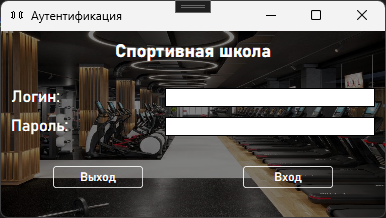 Аутентификация
Спортивная школа
Логин:
Пароль:
Выход
Вход